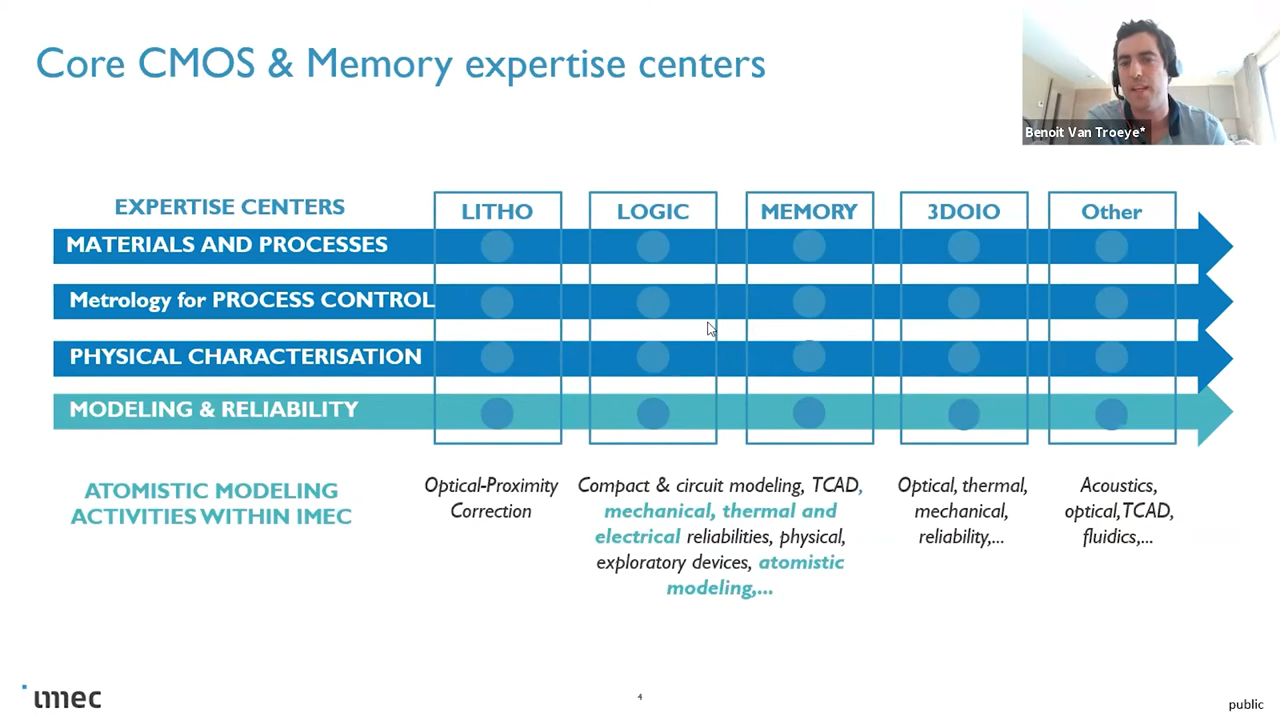 Core CMOS & Memory expertise centers
Benoit Van Troeye*
EXPERTISE CENTERS
LITHO
LOGIC
MEMORY
3DOIO
Other
MATERIALS AND PROCESSES
Metrology for PROCESS CONTROL
PHYSICAL CHARACTERISATION
MODELING & RELIABILITY
ATOMISTIC MODELING
ACTIVITIES WITHIN IMEC
Optical-Proximity
Correction
Compact & circuit modeling, TCAD,
mechanical, thermal and
electrical reliabilities, physical,
exploratory devices, atomistic
modeling,...
Optical, thermal,
mechanical,
reliability,...
Acoustics,
optical,TCAD,
fluidics,...
imec
4
public